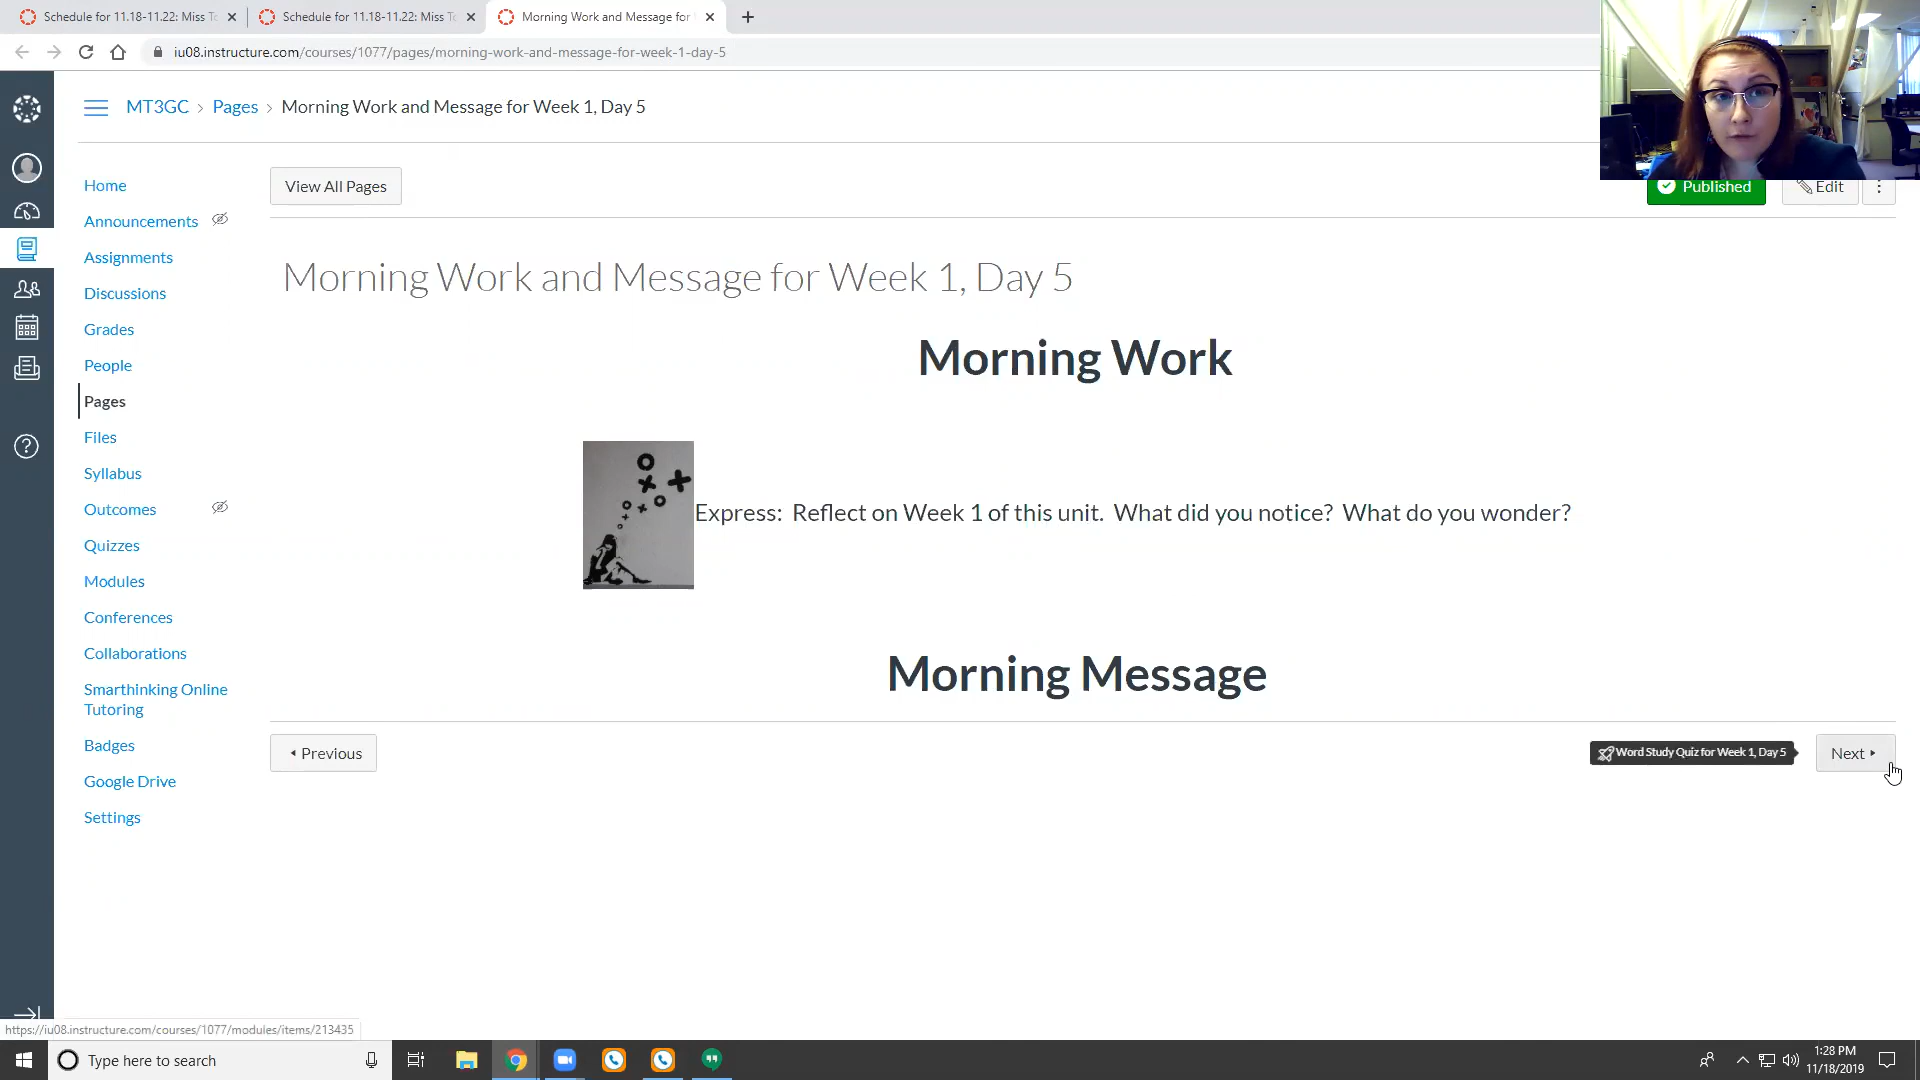 Schedule for 11.18-11.22: Miss To
Schedule for 11.18-11.22: Miss To
Morning Work and Message for
iu08.instructure.com/courses/1077/pages/morning-work-and-message-for-week-1-day-5
MT3GC > Pages > Morning Work and Message for Week 1, Day 5
Home
Announcements
Assignments
Discussions
Grades
People
Pages
Files
Syllabus
Outcomes
Quizzes
Modules
Conferences
Collaborations
Smarthinking Online
Tutoring
Badges
Google Drive
Settings
View All Pages
Published
Edit
Morning Work and Message for Week 1, Day 5
Morning Work
Express: Reflect on Week 1 of this unit. What did you notice? What do you wonder?
Morning Message
Previous
Word Study Quiz for Week 1, Day 5
Next
https://iu08.instructure.com/courses/1077/modules/items/213435
Type here to search
1:28 PM
11/18/2019